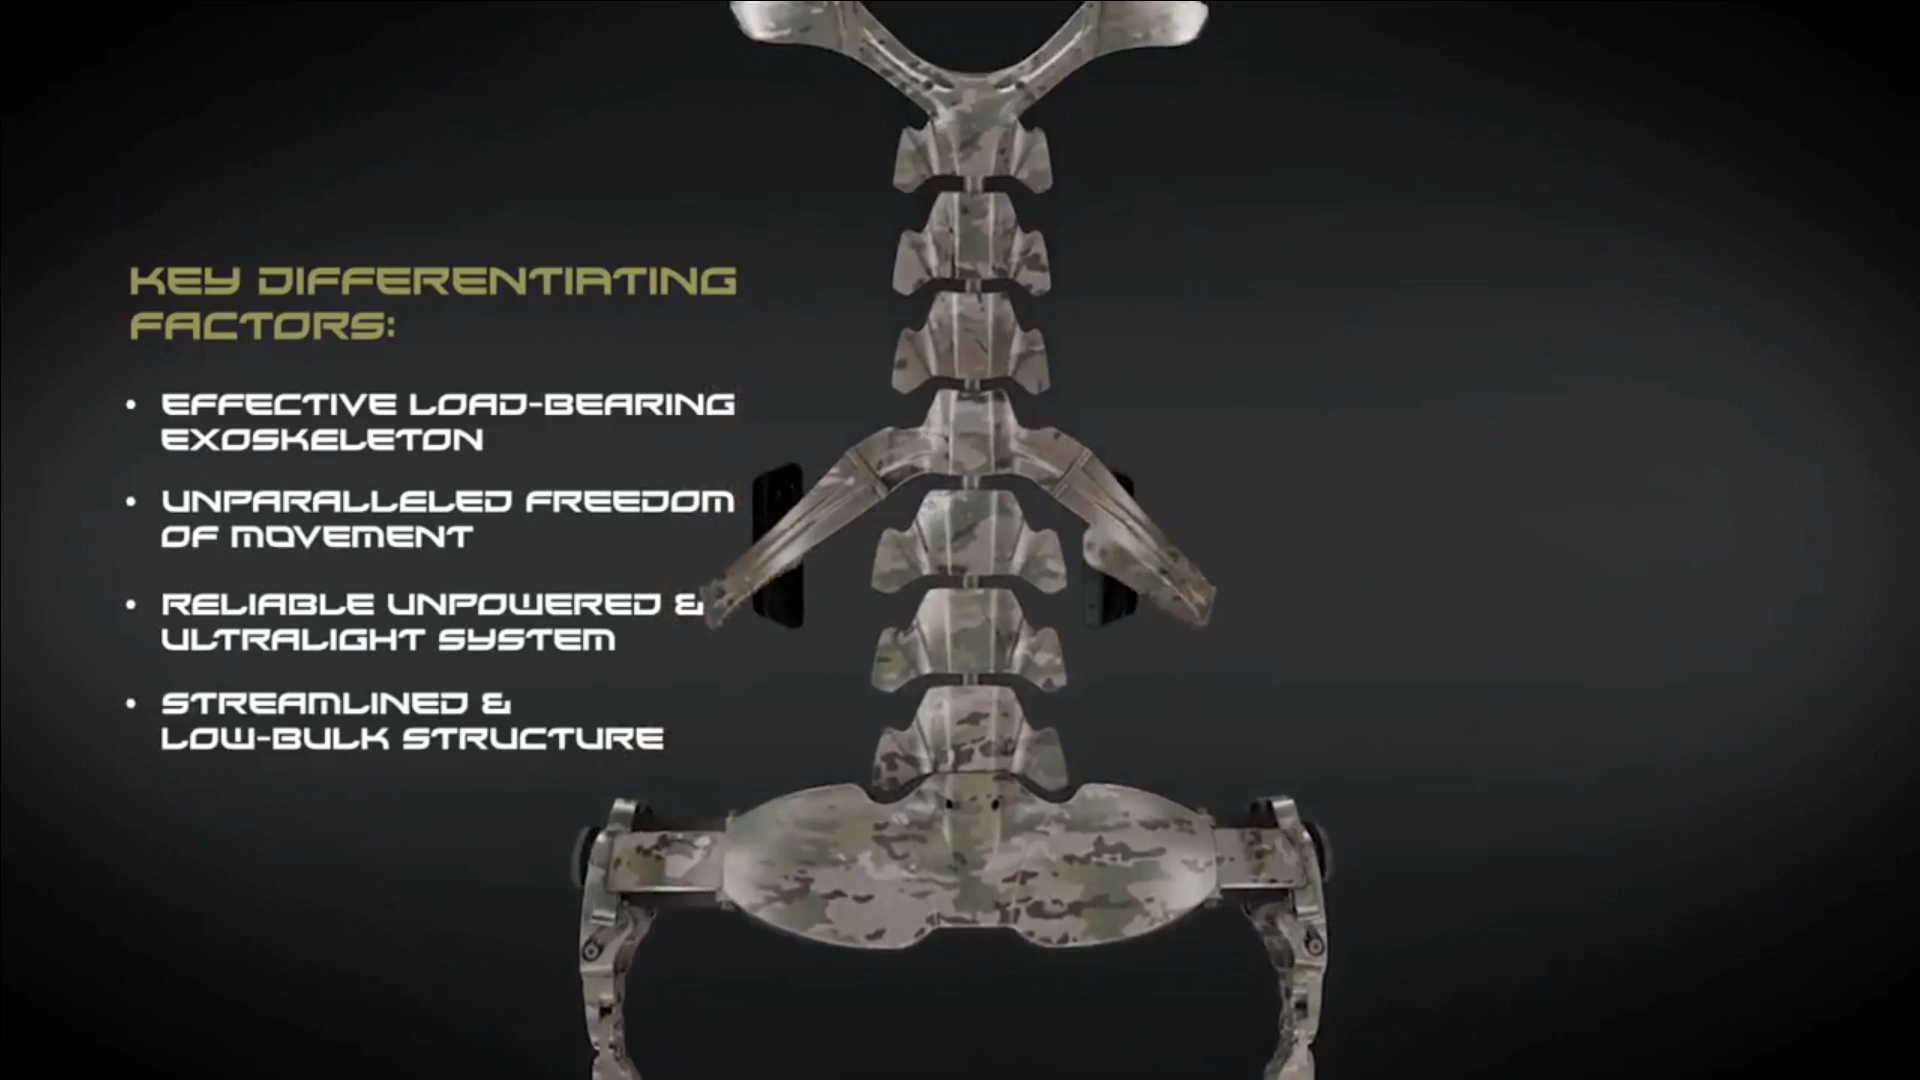 KEY DIFFERENTIATING
FACTORS:
• EFFECTIVE LOAD-BEARING
EXOSKELETON
• UNPARALLELED FREEDOM
OF MOVEMENT
• RELIABLE UNPOWERED &
ULTRALIGHT SYSTEM
• STREAMLINED &
LOW-BULK STRUCTURE